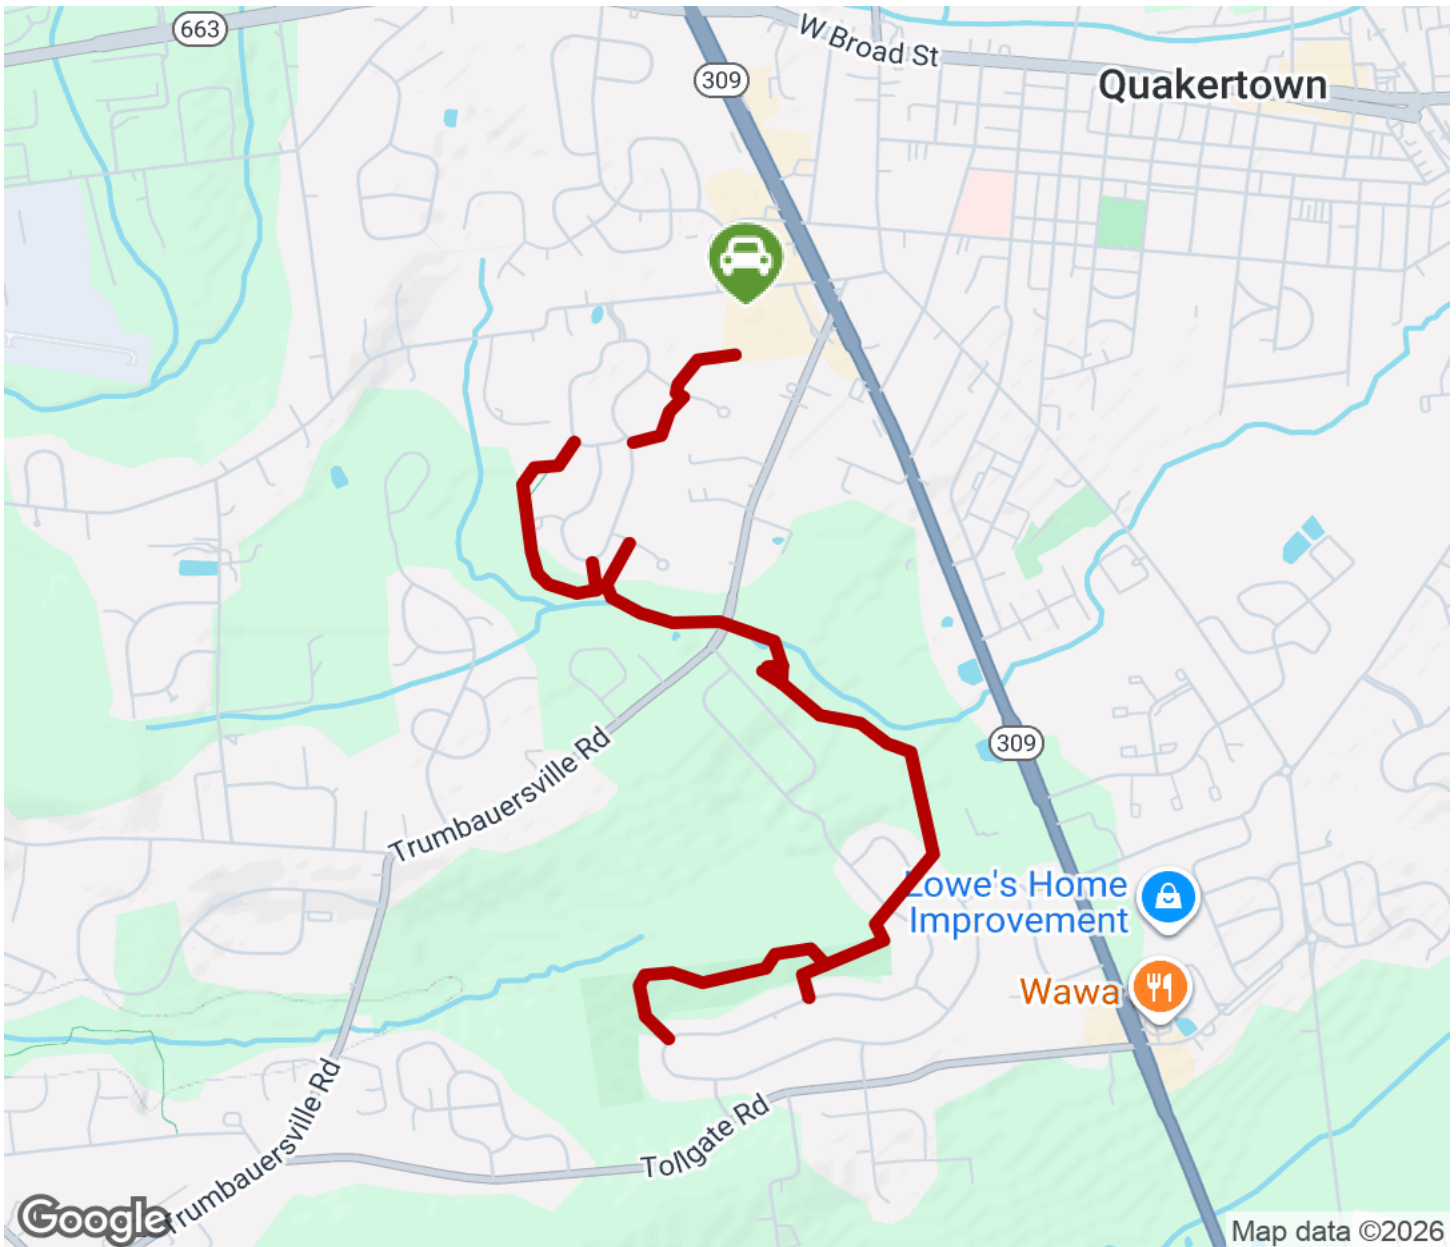 663
W Broad St
309
Quakertown
Trumbauersville Rd
309
Lowe's Home
Improvement
Wawa
Trumbauersville Rd
Tollgate Rd
Google
Map data ©2026